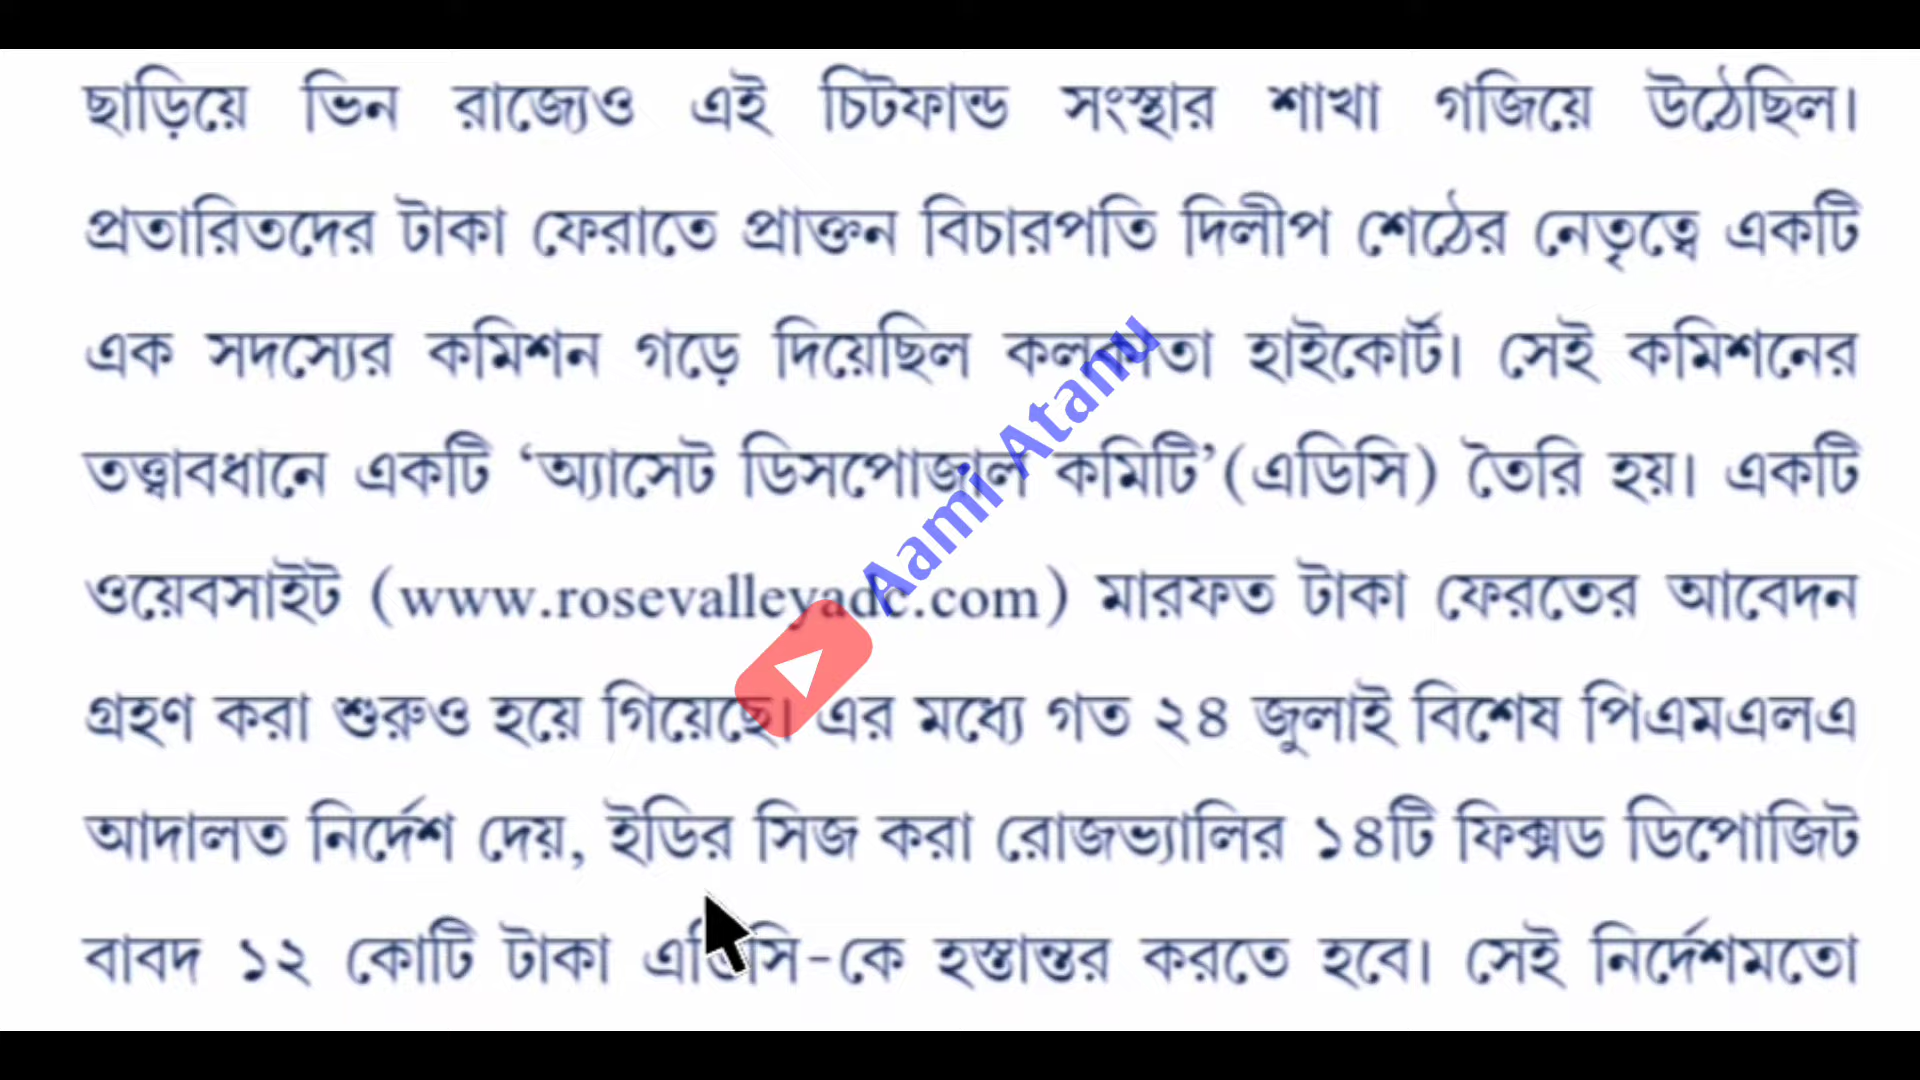 ছাড়িয়ে ভিন রাজ্যেও এই চিটফান্ড সংস্থার শাখা গজিয়ে উঠেছিল।
প্রতারিতদের টাকা ফেরাতে প্রাক্তন বিচারপতি দিলীপ শেঠের নেতৃত্বে একটি
এক সদস্যের কমিশন গড়ে দিয়েছিল কলকাতা হাইকোর্ট। সেই কমিশনের
তত্ত্বাবধানে একটি ‘অ্যাসেট ডিসপোজাল কমিটি’(এডিসি) তৈরি হয়। একটি
ওয়েবসাইট (www.rosevalleyadc.com) মারফত টাকা ফেরতের আবেদন
গ্রহণ করা শুরুও হয়ে গিয়েছে। এর মধ্যে গত ২৪ জুলাই বিশেষ পিএমএলএ
আদালত নির্দেশ দেয়, ইডির সিজ করা রোজভ্যালির ১৪টি ফিক্সড ডিপোজিট
বাবদ ১২ কোটি টাকা এডিসি-কে হস্তান্তর করতে হবে। সেই নির্দেশমতো
Aami Atanu